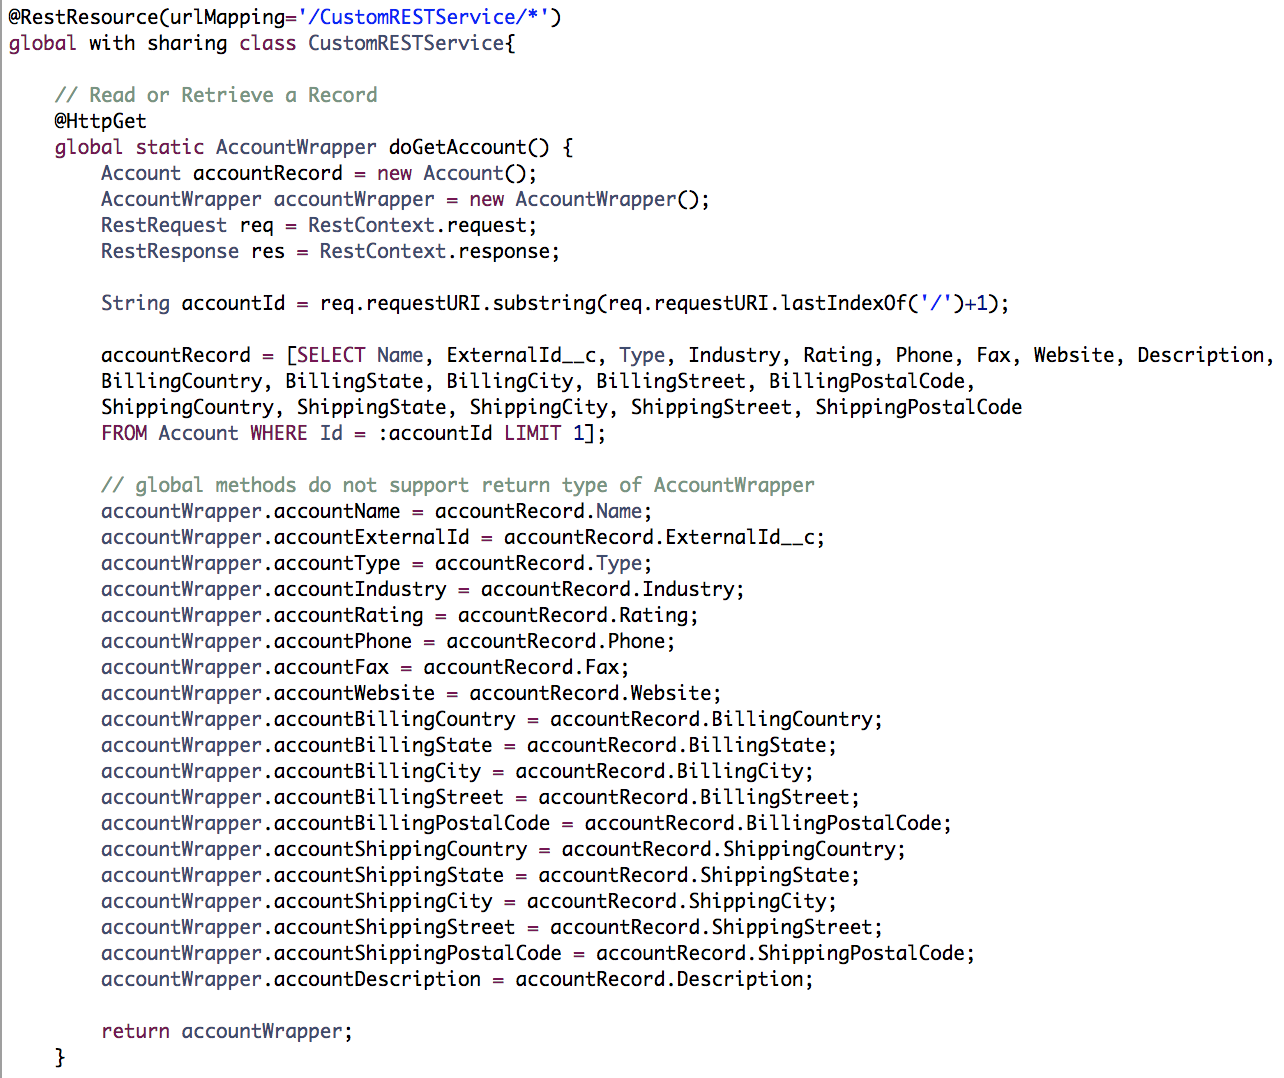 @RestResource(urlMapping='/CustomRESTService/*')
global with sharing class CustomRESTService{
// Read or Retrieve a Record
@HttpGet
global static AccountWrapper doGetAccount() {
Account accountRecord = new Account();
AccountWrapper accountWrapper = new AccountWrapper();
RestRequest req = RestContext.request;
RestResponse res = RestContext.response;
String accountId = req.requestURI.substring(req.requestURI.lastIndexOf('/')+1);
accountRecord = [SELECT Name, ExternalId__c, Type, Industry, Rating, Phone, Fax, Website, Description,
BillingCountry, BillingState, BillingCity, BillingStreet, BillingPostalCode,
ShippingCountry, ShippingState, ShippingCity, ShippingStreet, ShippingPostalCode
FROM Account WHERE Id = :accountId LIMIT 1];
// global methods do not support return type of AccountWrapper
accountWrapper.accountName = accountRecord.Name;
accountWrapper.accountExternalId = accountRecord.ExternalId__c;
accountWrapper.accountType = accountRecord.Type;
accountWrapper.accountIndustry = accountRecord.Industry;
accountWrapper.accountRating = accountRecord.Rating;
accountWrapper.accountPhone = accountRecord.Phone;
accountWrapper.accountFax = accountRecord.Fax;
accountWrapper.accountWebsite = accountRecord.Website;
accountWrapper.accountBillingCountry = accountRecord.BillingCountry;
accountWrapper.accountBillingState = accountRecord.BillingState;
accountWrapper.accountBillingCity = accountRecord.BillingCity;
accountWrapper.accountBillingStreet = accountRecord.BillingStreet;
accountWrapper.accountBillingPostalCode = accountRecord.BillingPostalCode;
accountWrapper.accountShippingCountry = accountRecord.ShippingCountry;
accountWrapper.accountShippingState = accountRecord.ShippingState;
accountWrapper.accountShippingCity = accountRecord.ShippingCity;
accountWrapper.accountShippingStreet = accountRecord.ShippingStreet;
accountWrapper.accountShippingPostalCode = accountRecord.ShippingPostalCode;
accountWrapper.accountDescription = accountRecord.Description;
return accountWrapper;
}